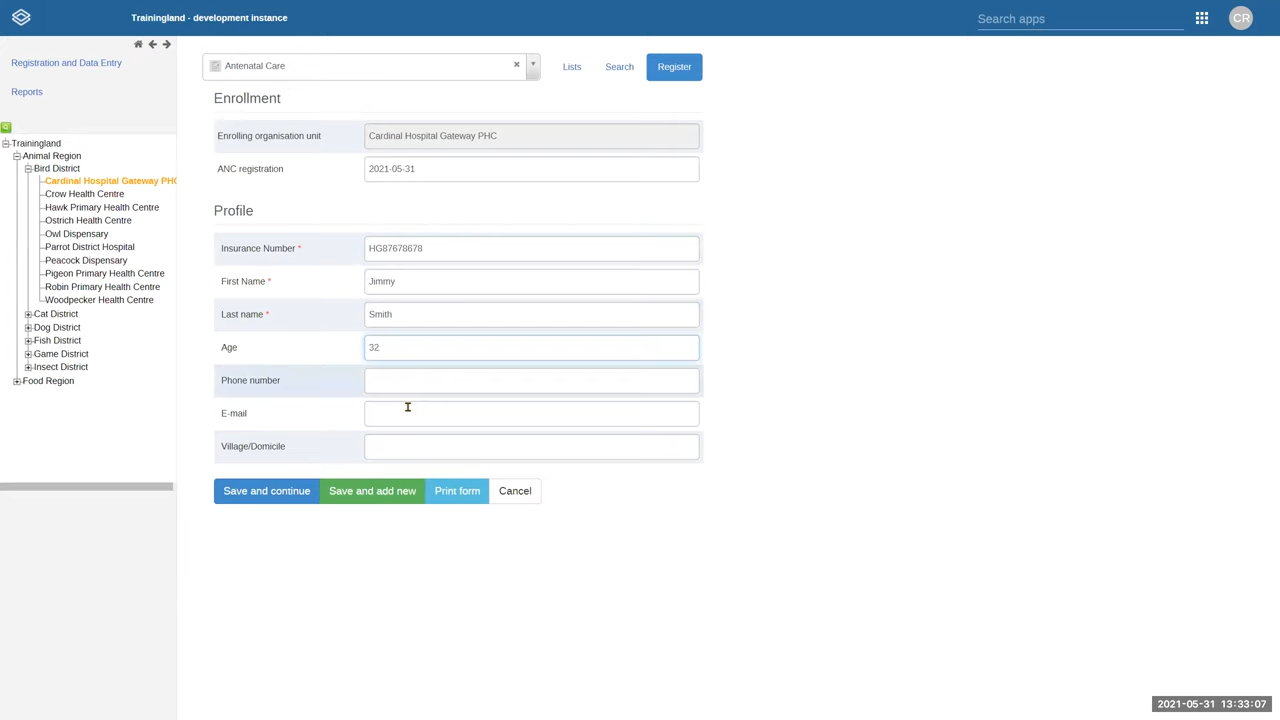 Trainingland - development instance
Search apps
CR
Registration and Data Entry
Reports
Trainingland
Animal Region
Bird District
Cardinal Hospital Gateway PHC
Crow Health Centre
Hawk Primary Health Centre
Ostrich Health Centre
Owl Dispensary
Parrot District Hospital
Peacock Dispensary
Pigeon Primary Health Centre
Robin Primary Health Centre
Woodpecker Health Centre
Cat District
Dog District
Fish District
Game District
Insect District
Food Region
Antenatal Care
Lists
Search
Register
Enrollment
Enrolling organisation unit
Cardinal Hospital Gateway PHC
ANC registration
2021-05-31
Profile
Insurance Number *
HG87678678
First Name *
Jimmy
Last name *
Smith
Age
32
Phone number
E-mail
Village/Domicile
Save and continue
Save and add new
Print form
Cancel
2021-05-31 13:33:07